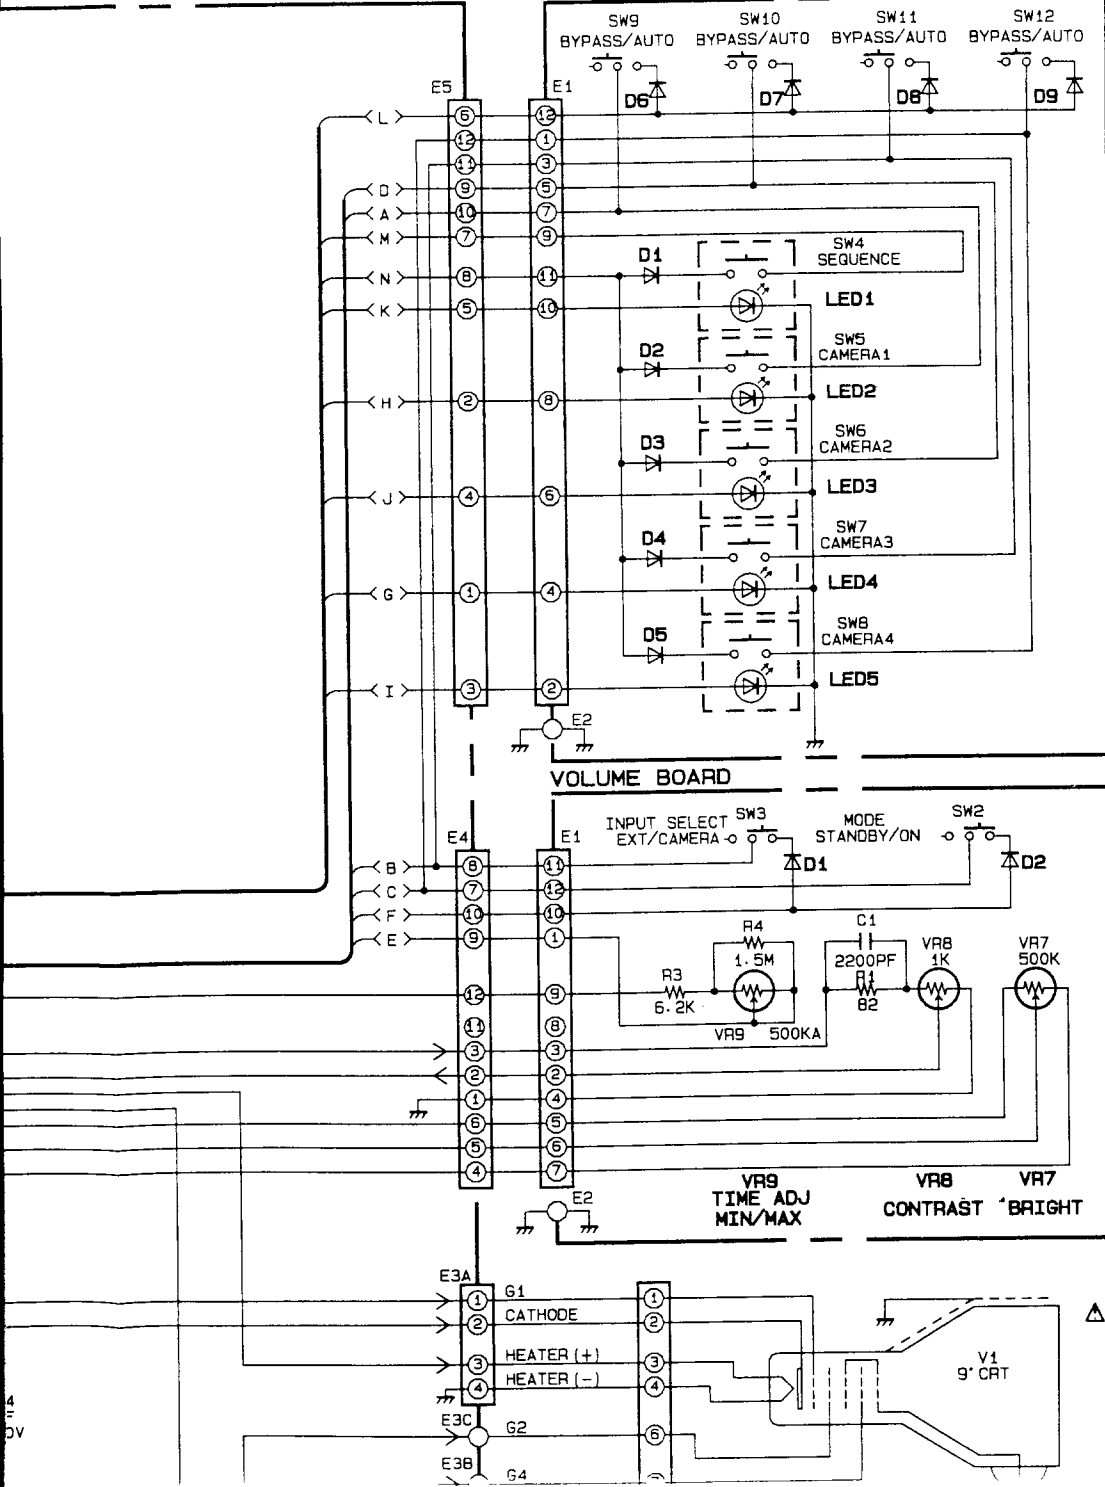 SW9
BYPASS/AUTO
SW10
BYPASS/AUTO
SW11
BYPASS/AUTO
SW12
BYPASS/AUTO
D6
D7
D8
D9
E5
E1
L 6 12
12 1
11 3
D 9 5
A 10 7
M 7 9
N 8 11
K 5 10
H 2 8
J 4 6
G 1 4
I 3 2
D1
SW4
SEQUENCE
LED1
D2
SW5
CAMERA1
LED2
D3
SW6
CAMERA2
LED3
D4
SW7
CAMERA3
LED4
D5
SW8
CAMERA4
LED5
E2
VOLUME BOARD
INPUT SELECT SW3
EXT/CAMERA
MODE
STANDBY/ON
SW2
D1
D2
E4
E1
B 8 11
C 7 12
F 10 10
E 9 1
12 9
11 8
3 3
2 2
1 4
6 5
5 6
4 7
R4
1.5M
R3
6.2K
VR9 500KA
C1
2200PF
R1
82
VR8
1K
VR7
500K
VR9
TIME ADJ
MIN/MAX
VR8
CONTRAST
VR7
BRIGHT
E2
E3A
1 G1 1
2 CATHODE 2
3 HEATER(+) 3
4 HEATER(-) 4
E3C
G2 6
E3B
G4
V1
9" CRT